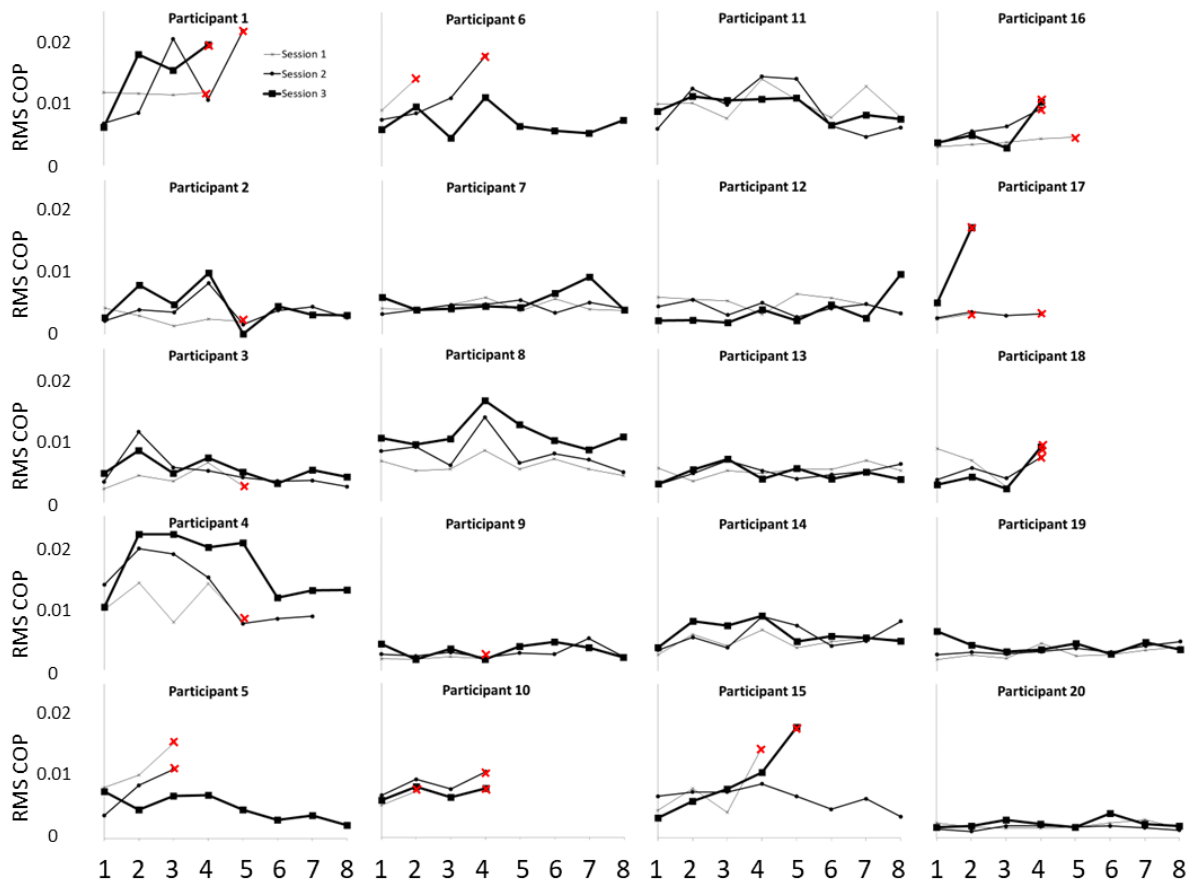 Participant 1
Participant 6
Participant 11
Participant 16
RMS COP
0.02
0.01
0
Session 1
Session 2
Session 3
Participant 2
Participant 7
Participant 12
Participant 17
RMS COP
0.02
0.01
0
Participant 3
Participant 8
Participant 13
Participant 18
RMS COP
0.02
0.01
0
Participant 4
Participant 9
Participant 14
Participant 19
RMS COP
0.02
0.01
0
Participant 5
Participant 10
Participant 15
Participant 20
RMS COP
0.02
0.01
0
1 2 3 4 5 6 7 8
1 2 3 4 5 6 7 8
1 2 3 4 5 6 7 8
1 2 3 4 5 6 7 8